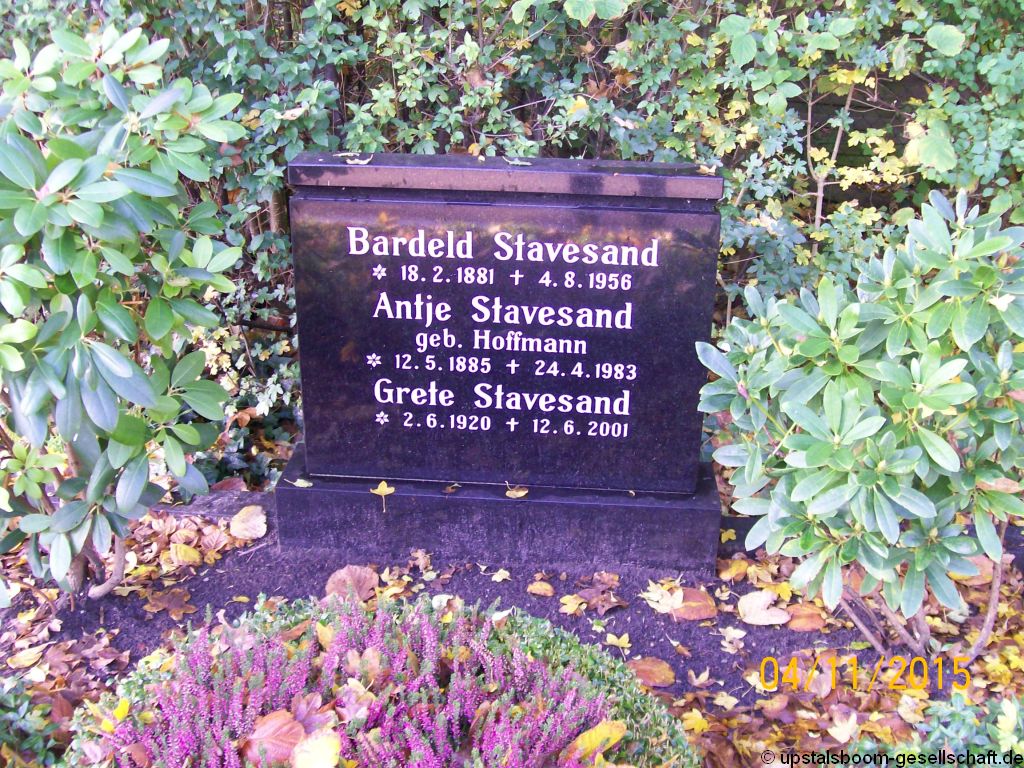 Bardeld Stavesand
* 18.2.1881 † 4.8.1956
Antje Stavesand
geb. Hoffmann
* 12.5.1885 † 24.4.1983
Grete Stavesand
* 2.6.1920 † 12.6.2001
04/11/2015
© upstalsboom-gesellschaft.de